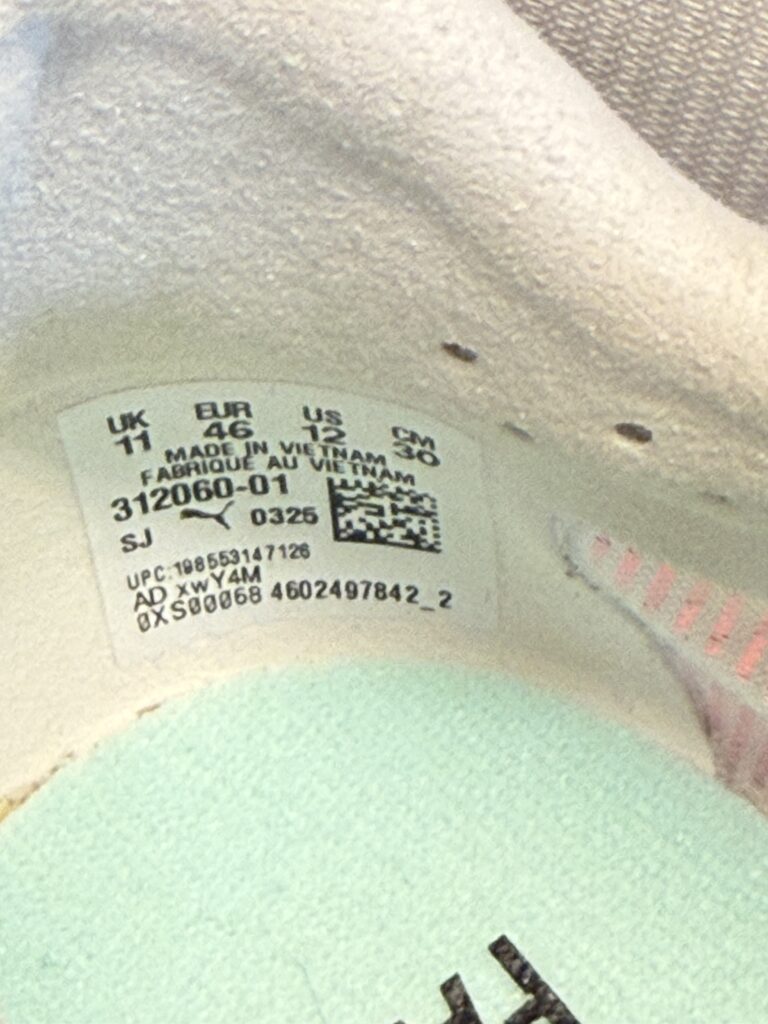 UK EUR US CM
11 46 12 30
MADE IN VIETNAM
FABRIQUE AU VIETNAM
312060-01
SJ 0325
UPC:198553147126
AD xwY4M
0XS00068 4602497842_2